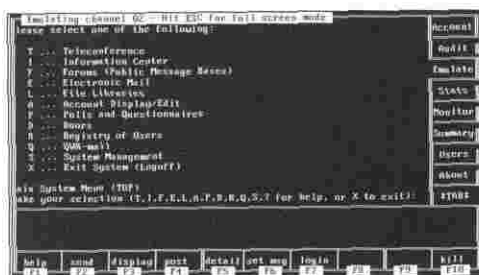 Emulating channel 02 -- Hit ESC for full screen mode
lease select one of the following:
T ... Teleconference
I ... Information Center
F ... Forums (Public Message Bases)
E ... Electronic Mail
L ... File Libraries
A ... Account Display/Edit
P ... Polls and Questionnaires
D ... Doors
R ... Registry of Users
Q ... QWK-mail
S ... System Management
X ... Exit System (Logoff)
ain System Menu (TOP)
ake your selection (T,I,F,E,L,A,P,D,R,Q,S,? for help, or X to exit):
Account
Audit
Emulate
Stats
Monitor
Summary
Users
About
‡TAB‡
help send display post detail set msg login kill
F1 F2 F3 F4 F5 F6 F7 F8 F9 F10